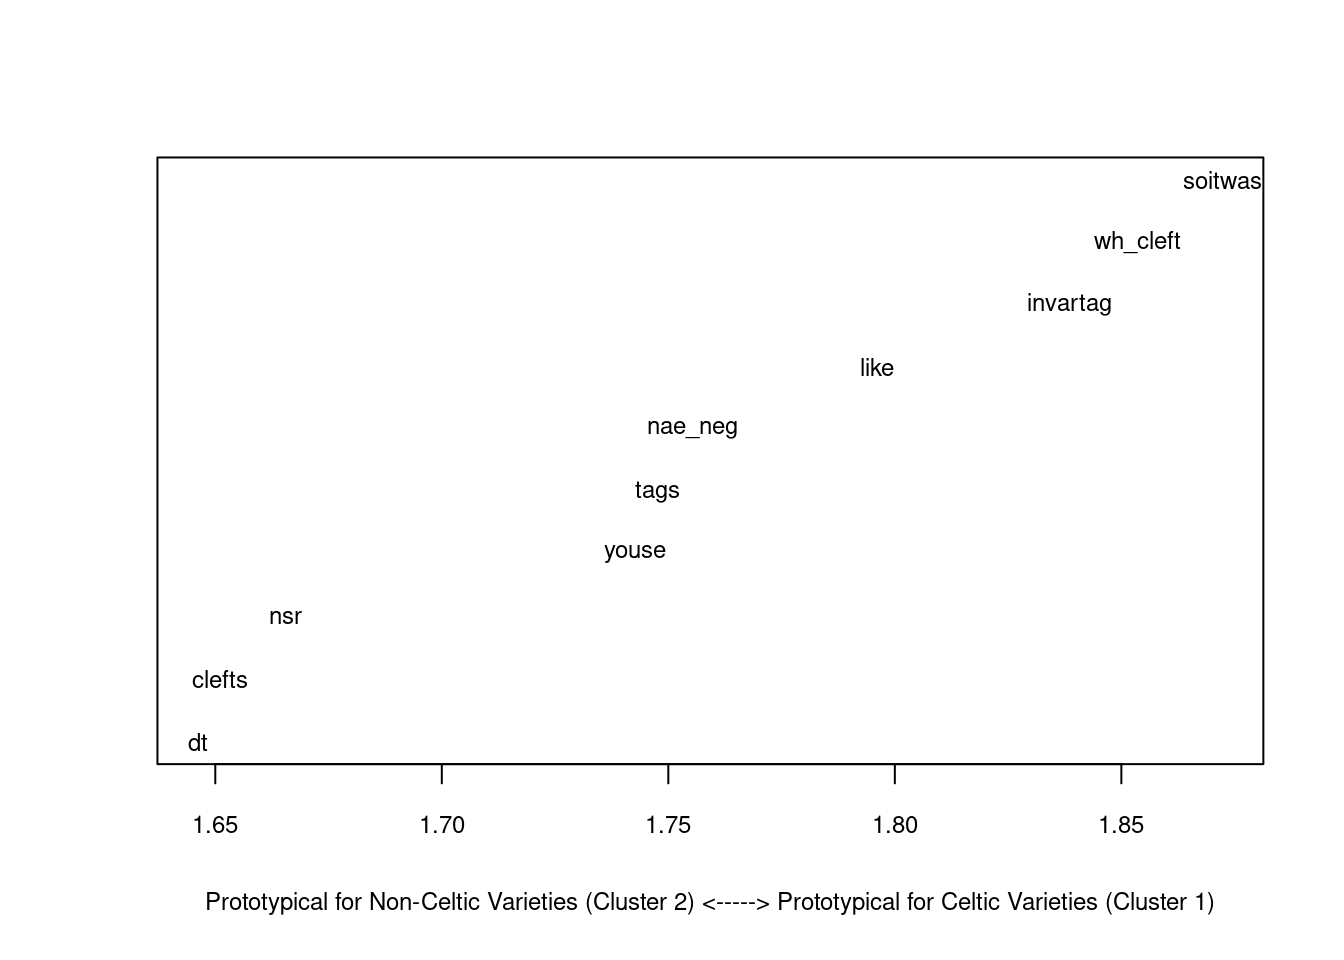 soitwas
wh_cleft
invartag
like
nae_neg
tags
youse
nsr
clefts
dt
1.65 1.70 1.75 1.80 1.85
Prototypical for Non-Celtic Varieties (Cluster 2) <-----> Prototypical for Celtic Varieties (Cluster 1)